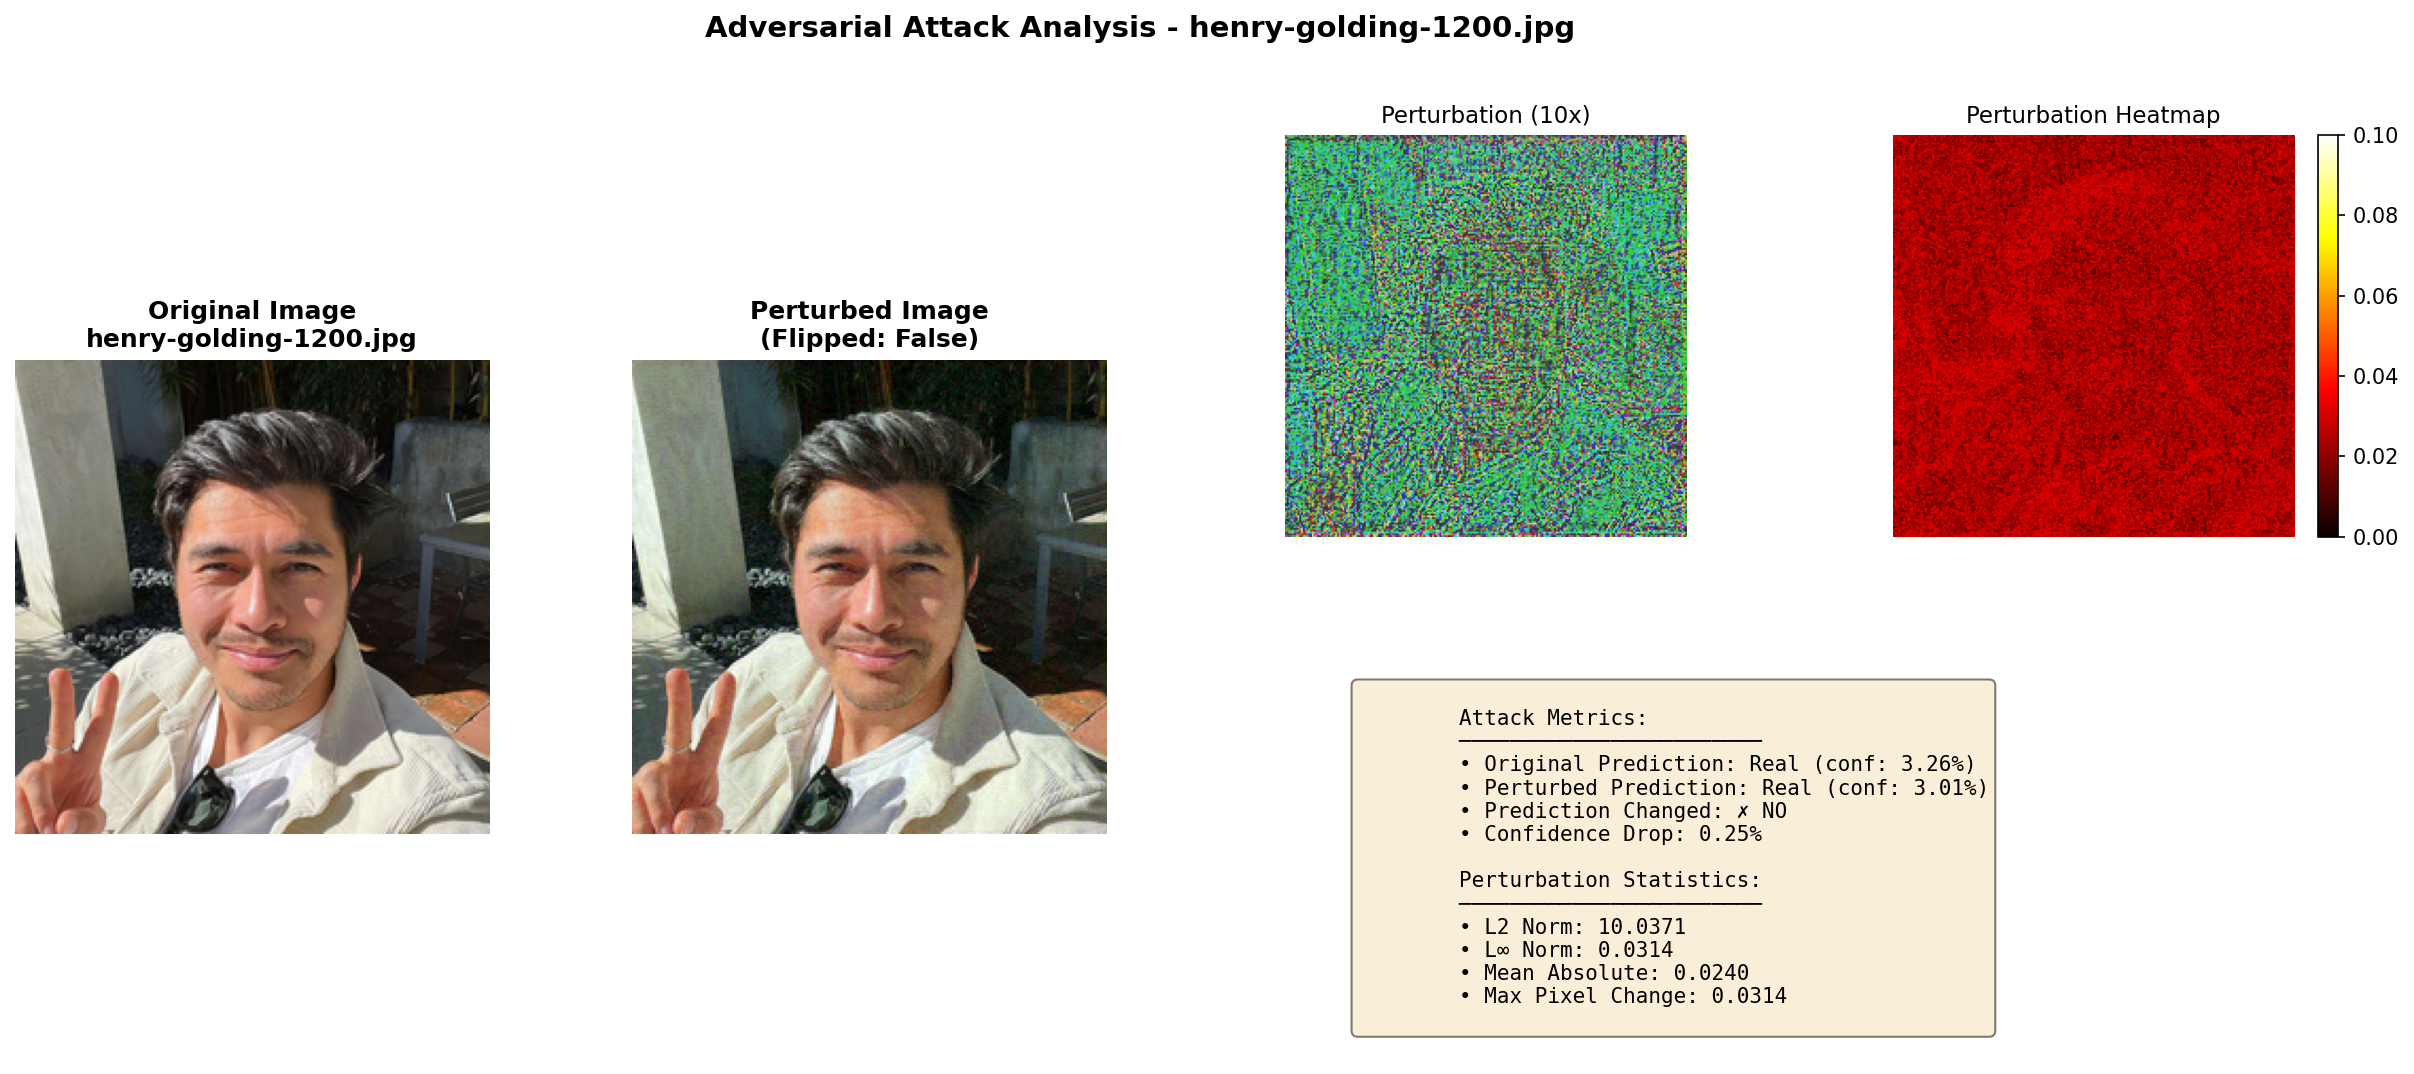 Adversarial Attack Analysis - henry-golding-1200.jpg
Original Image
henry-golding-1200.jpg
Perturbed Image
(Flipped: False)
Perturbation (10x)
Perturbation Heatmap
0.10
0.08
0.06
0.04
0.02
0.00
Attack Metrics:
• Original Prediction: Real (conf: 3.26%)
• Perturbed Prediction: Real (conf: 3.01%)
• Prediction Changed: ✗ NO
• Confidence Drop: 0.25%
Perturbation Statistics:
• L2 Norm: 10.0371
• L∞ Norm: 0.0314
• Mean Absolute: 0.0240
• Max Pixel Change: 0.0314